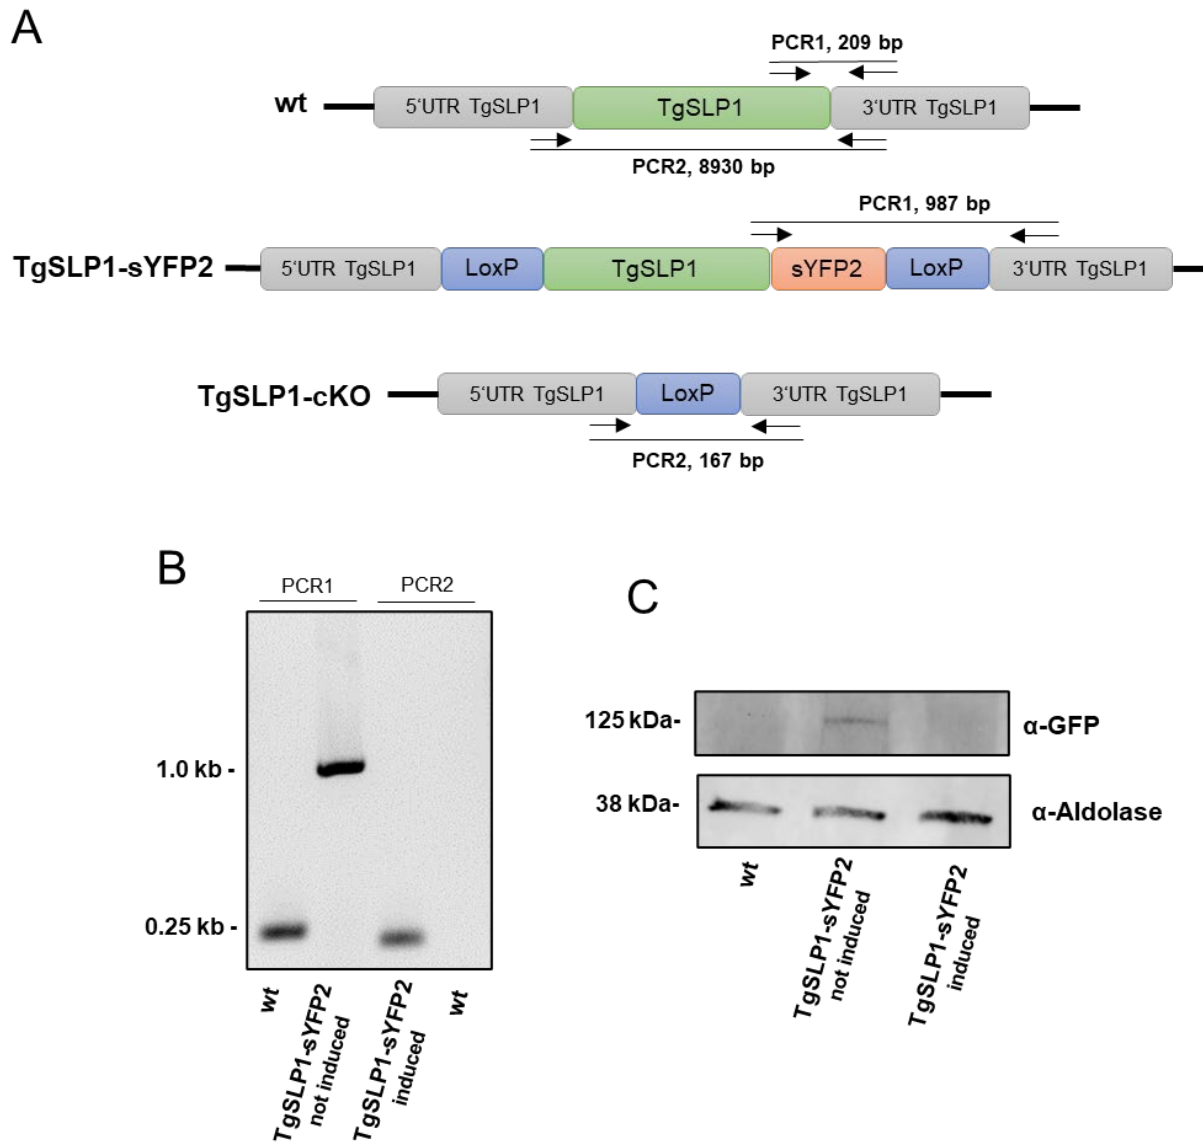 A
PCR1, 209 bp
wt
5‘UTR TgSLP1
TgSLP1
3‘UTR TgSLP1
PCR2, 8930 bp
PCR1, 987 bp
TgSLP1-sYFP2
5‘UTR TgSLP1
LoxP
TgSLP1
sYFP2
LoxP
3‘UTR TgSLP1
TgSLP1-cKO
5‘UTR TgSLP1
LoxP
3‘UTR TgSLP1
PCR2, 167 bp
B
PCR1
PCR2
1.0 kb -
0.25 kb -
wt
TgSLP1-sYFP2
not induced
TgSLP1-sYFP2
induced
wt
C
125 kDa-
α-GFP
38 kDa-
α-Aldolase
wt
TgSLP1-sYFP2
not induced
TgSLP1-sYFP2
induced